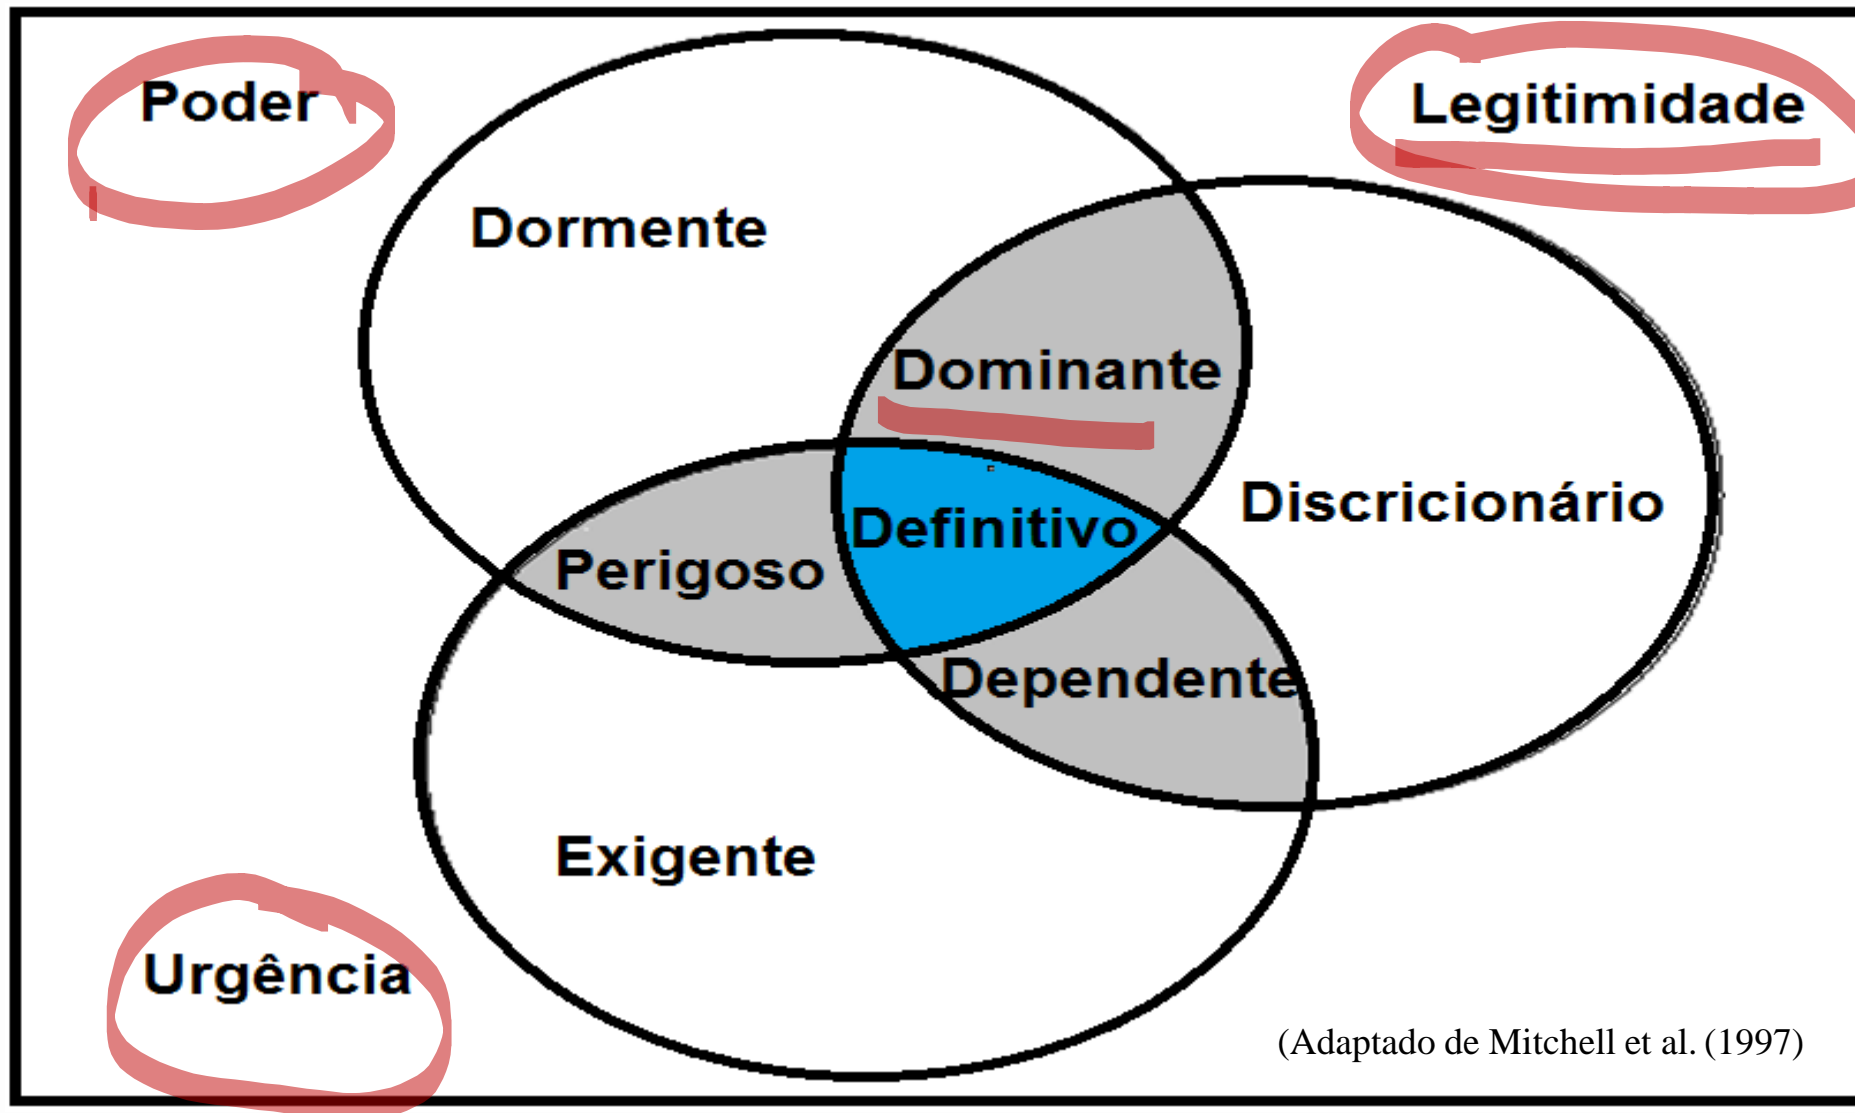 Poder
Legitimidade
Dormente
Dominante
Discricionário
Definitivo
Perigoso
Dependente
Exigente
Urgência
(Adaptado de Mitchell et al. (1997)